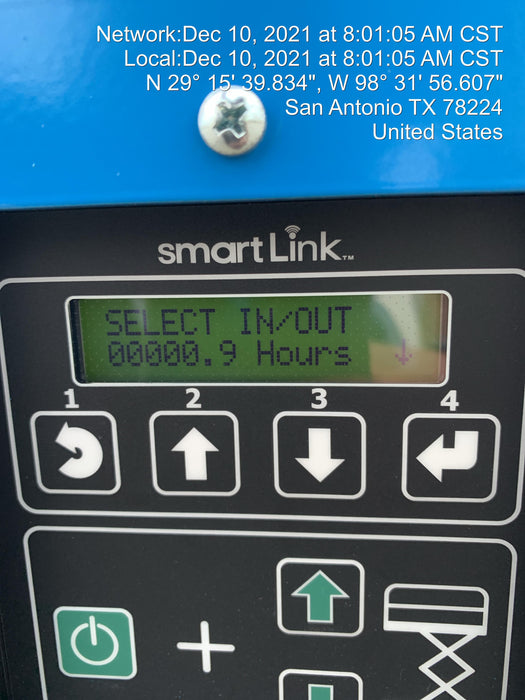 Network:Dec 10, 2021 at 8:01:05 AM CST
Local:Dec 10, 2021 at 8:01:05 AM CST
N 29° 15' 39.834", W 98° 31' 56.607"
San Antonio TX 78224
United States
smartLink™
SELECT IN/OUT
00000.9 Hours ↓
1 2 3 4